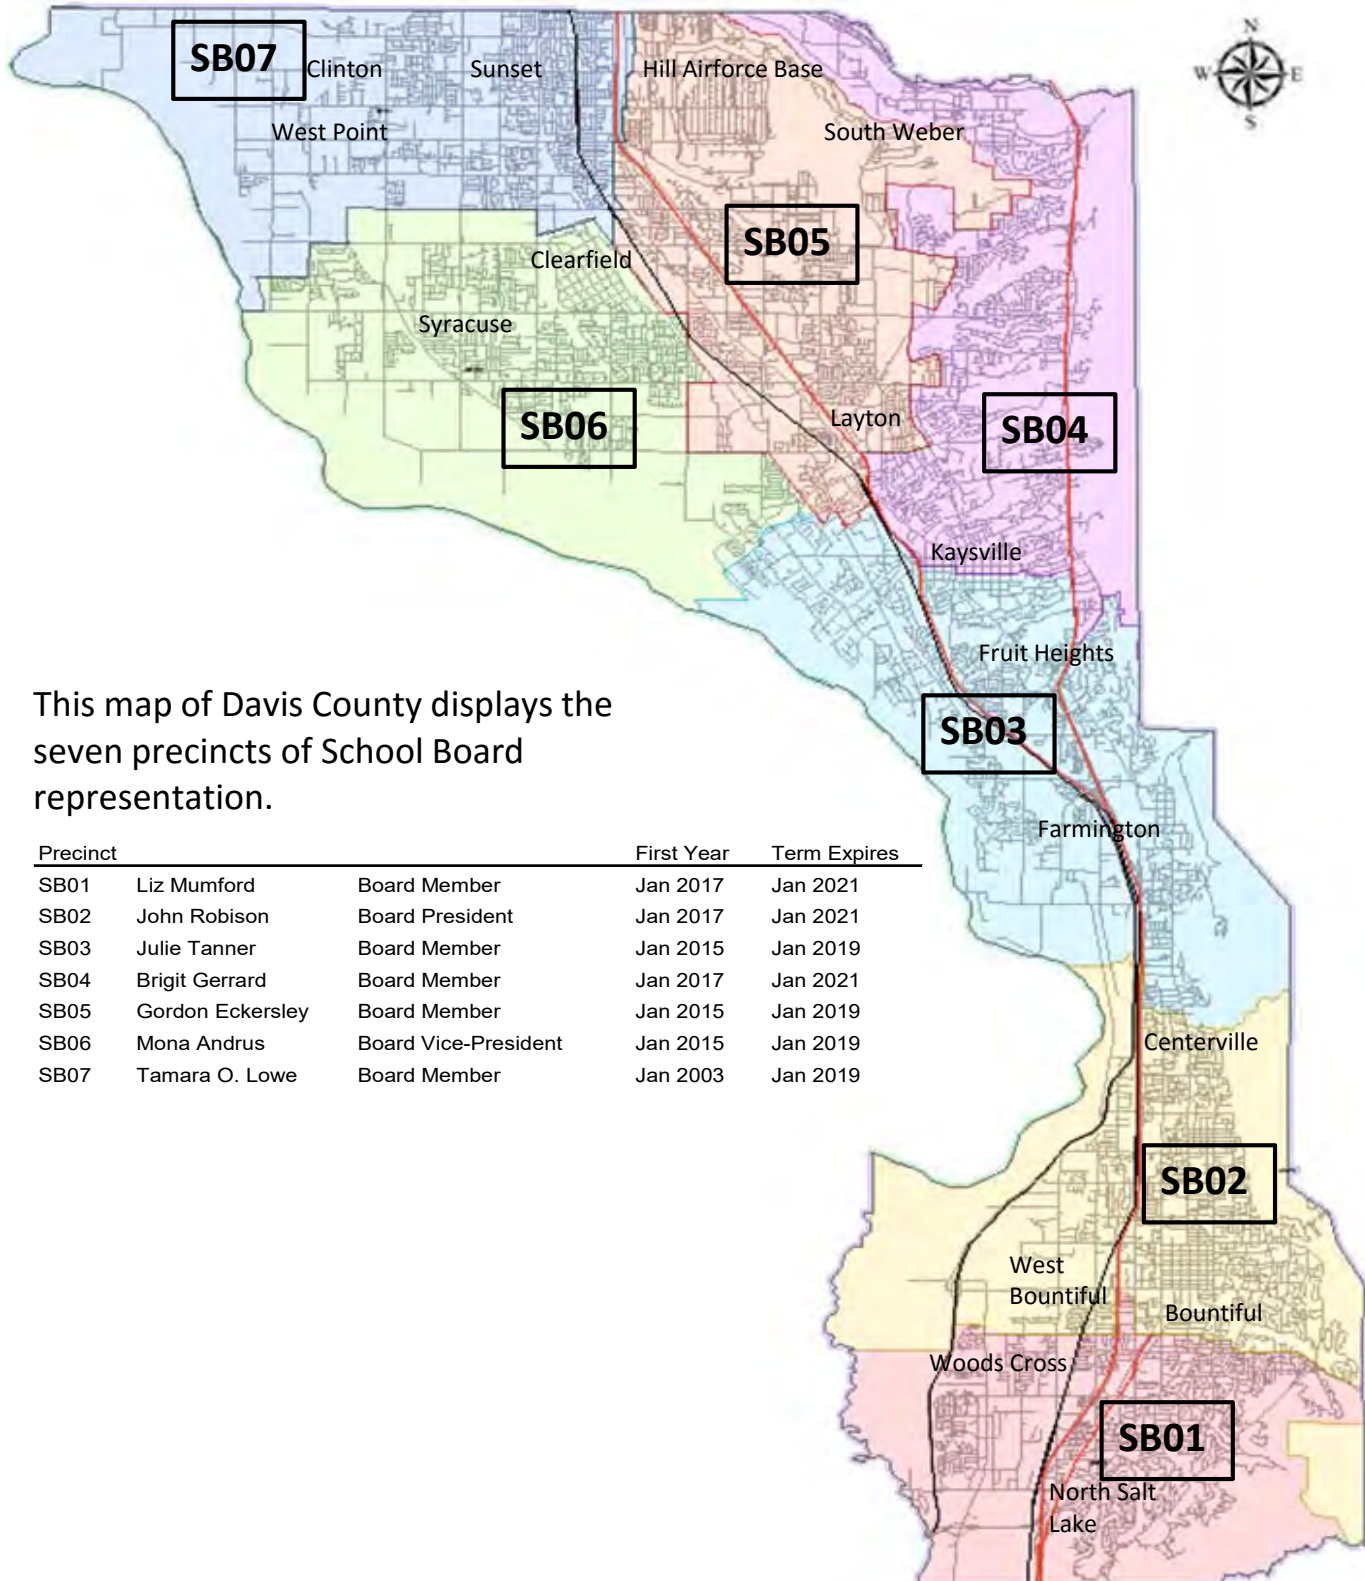 N
W E
S
SB07
Clinton
Sunset
Hill Airforce Base
West Point
South Weber
SB05
Clearfield
Syracuse
SB06
Layton
SB04
Kaysville
Fruit Heights
SB03
Farmington
This map of Davis County displays the
seven precincts of School Board
representation.
Precinct First Year Term Expires
SB01 Liz Mumford Board Member Jan 2017 Jan 2021
SB02 John Robison Board President Jan 2017 Jan 2021
SB03 Julie Tanner Board Member Jan 2015 Jan 2019
SB04 Brigit Gerrard Board Member Jan 2017 Jan 2021
SB05 Gordon Eckersley Board Member Jan 2015 Jan 2019
SB06 Mona Andrus Board Vice-President Jan 2015 Jan 2019
SB07 Tamara O. Lowe Board Member Jan 2003 Jan 2019
Centerville
SB02
West
Bountiful
Bountiful
Woods Cross
SB01
North Salt
Lake